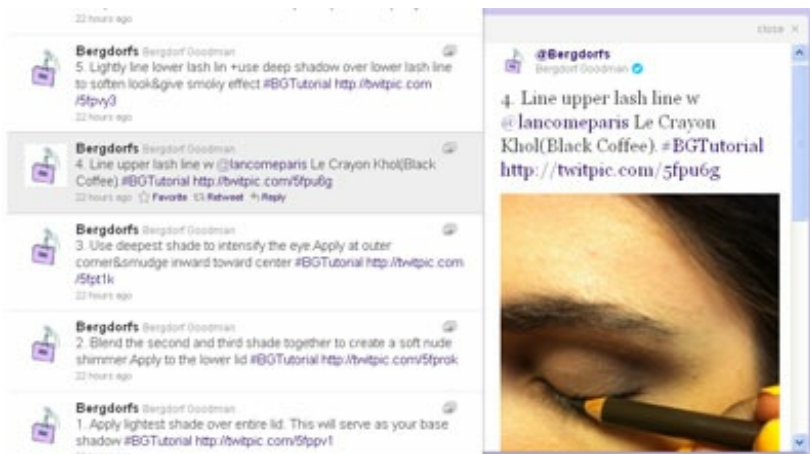 22 hours ago
Bergdorfs Bergdorf Goodman
5. Lightly line lower lash lin +use deep shadow over lower lash line
to soften look&give smoky effect #BGTutorial http://twitpic.com
/5fpvy3
22 hours ago
Bergdorfs Bergdorf Goodman
4. Line upper lash line w @lancomeparis Le Crayon Khol(Black
Coffee) #BGTutorial http://twitpic.com/5fpu6g
22 hours ago Favorite Retweet Reply
Bergdorfs Bergdorf Goodman
3. Use deepest shade to intensify the eye.Apply at outer
corner&smudge inward toward center #BGTutorial http://twitpic.com
/5fpt1k
22 hours ago
Bergdorfs Bergdorf Goodman
2. Blend the second and third shade together to create a soft nude
shimmer.Apply to the lower lid #BGTutorial http://twitpic.com/5fprok
22 hours ago
Bergdorfs Bergdorf Goodman
1. Apply lightest shade over entire lid. This will serve as your base
shadow #BGTutorial http://twitpic.com/5fppv1
close ×
@Bergdorfs
Bergdorf Goodman
4. Line upper lash line w
@lancomeparis Le Crayon
Khol(Black Coffee). #BGTutorial
http://twitpic.com/5fpu6g